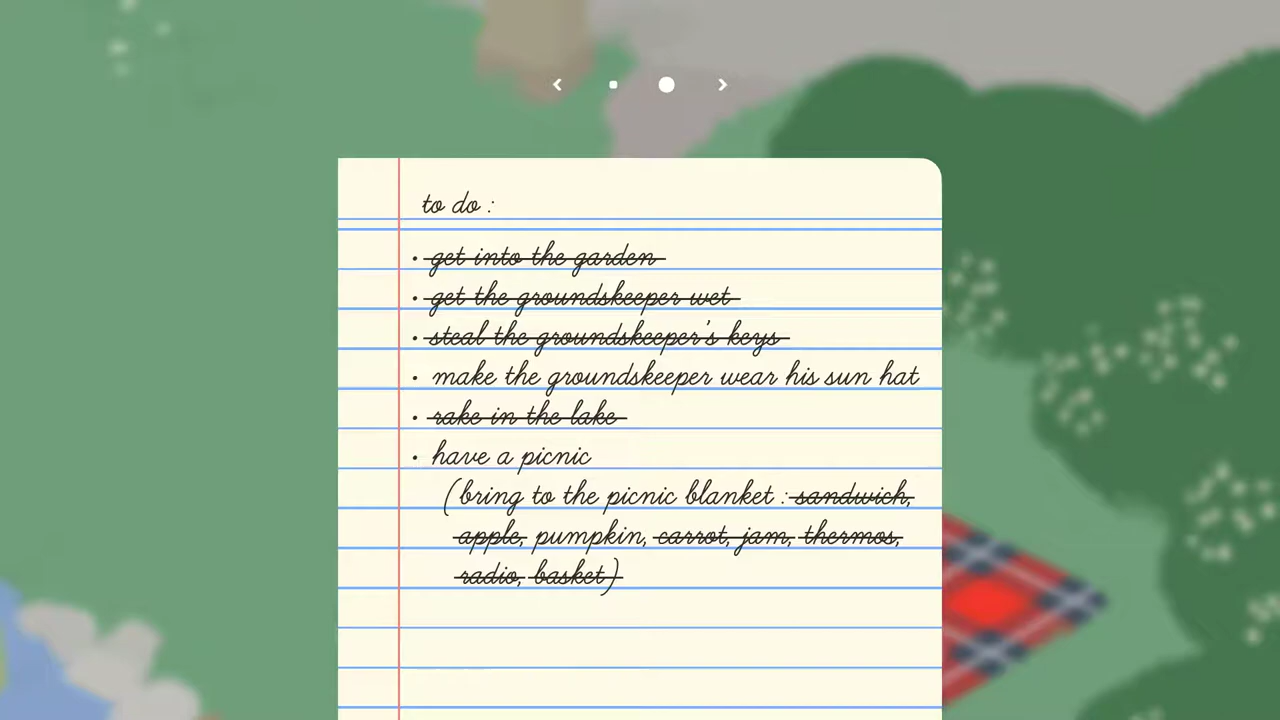 to do :
• get into the garden
• get the groundskeeper wet
• steal the groundskeeper's keys
• make the groundskeeper wear his sun hat
• rake in the lake
• have a picnic
(bring to the picnic blanket : sandwich,
apple, pumpkin, carrot, jam, thermos,
radio, basket)